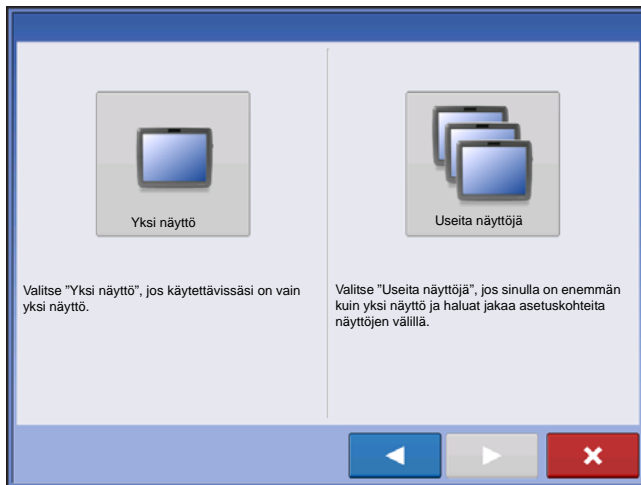 Yksi näyttö
Useita näyttöjä
Valitse ”Yksi näyttö”, jos käytettävissäsi on vain
yksi näyttö.
Valitse ”Useita näyttöjä”, jos sinulla on enemmän
kuin yksi näyttö ja haluat jakaa asetuskohteita
näyttöjen välillä.